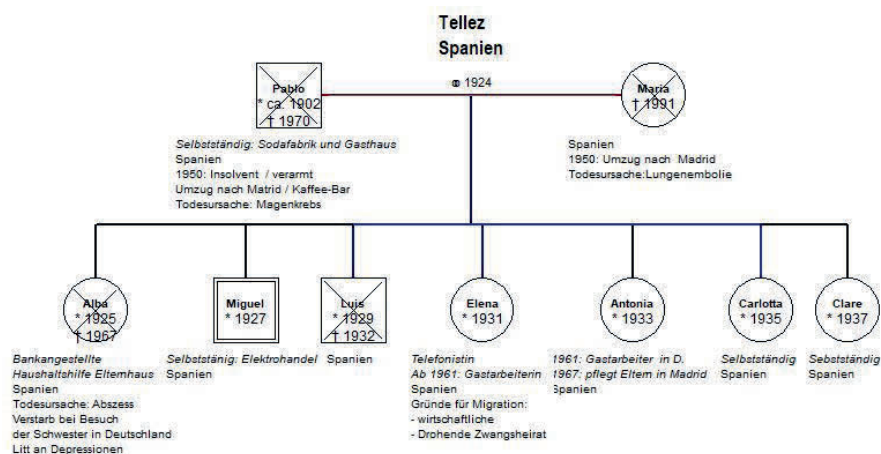 Tellez
Spanien
⚭ 1924
Pablo
* ca. 1902
† 1970
Selbstständig: Sodafabrik und Gasthaus
Spanien
1950: Insolvent / verarmt
Umzug nach Matrid / Kaffee-Bar
Todesursache: Magenkrebs
Maria
† 1991
Spanien
1950: Umzug nach Madrid
Todesursache:Lungenembolie
Alba
* 1925
† 1967
Bankangestellte
Haushaltshilfe Elternhaus
Spanien
Todesursache: Abszess
Verstarb bei Besuch
der Schwester in Deutschland
Litt an Depressionen
Miguel
* 1927
Selbststänig: Elektrohandel
Spanien
Luis
* 1929
† 1932
Spanien
Elena
* 1931
Telefonistin
Ab 1961: Gastarbeiterin
Spanien
Gründe für Migration:
- wirtschaftliche
- Drohende Zwangsheirat
Antonia
* 1933
1961: Gastarbeiter in D.
1967: pflegt Eltern in Madrid
Spanien
Carlotta
* 1935
Selbstständig
Spanien
Clare
* 1937
Sebstständig
Spanien